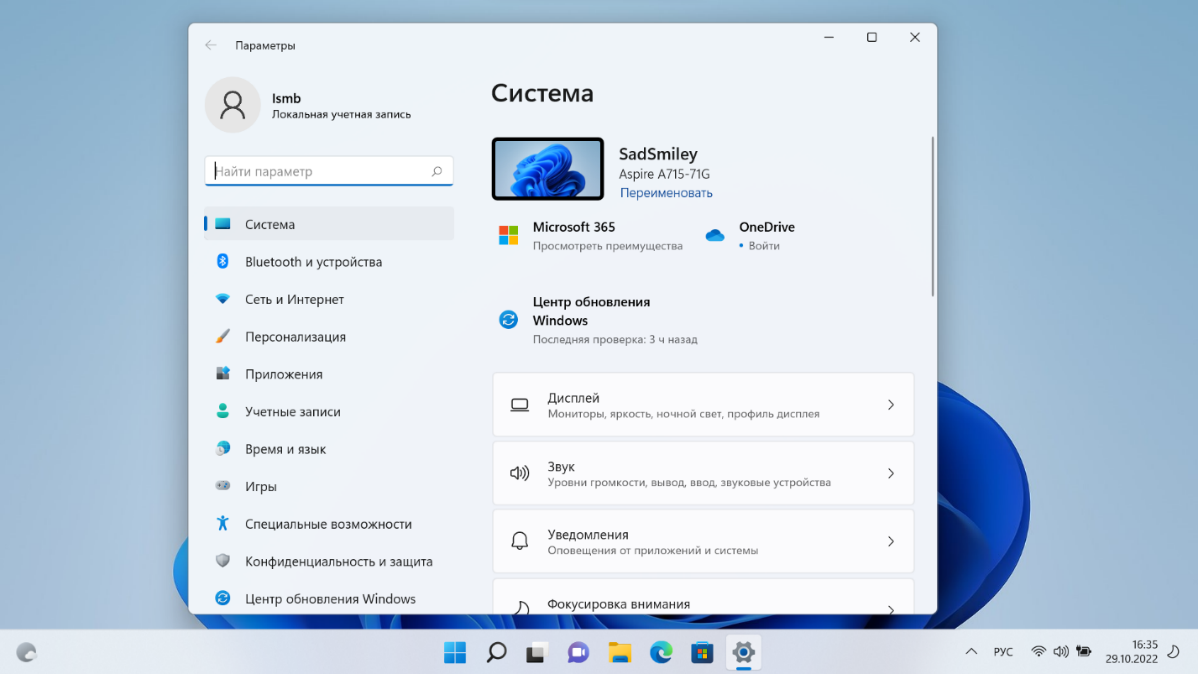 Параметры
lsmb
Локальная учетная запись
Найти параметр
Система
Bluetooth и устройства
Сеть и Интернет
Персонализация
Приложения
Учетные записи
Время и язык
Игры
Специальные возможности
Конфиденциальность и защита
Центр обновления Windows
Система
SadSmiley
Aspire A715-71G
Переименовать
Microsoft 365
Просмотреть преимущества
OneDrive
• Войти
Центр обновления
Windows
Последняя проверка: 3 ч назад
Дисплей
Мониторы, яркость, ночной свет, профиль дисплея
Звук
Уровни громкости, вывод, ввод, звуковые устройства
Уведомления
Оповещения от приложений и системы
Фокусировка внимания
РУС
16:35
29.10.2022